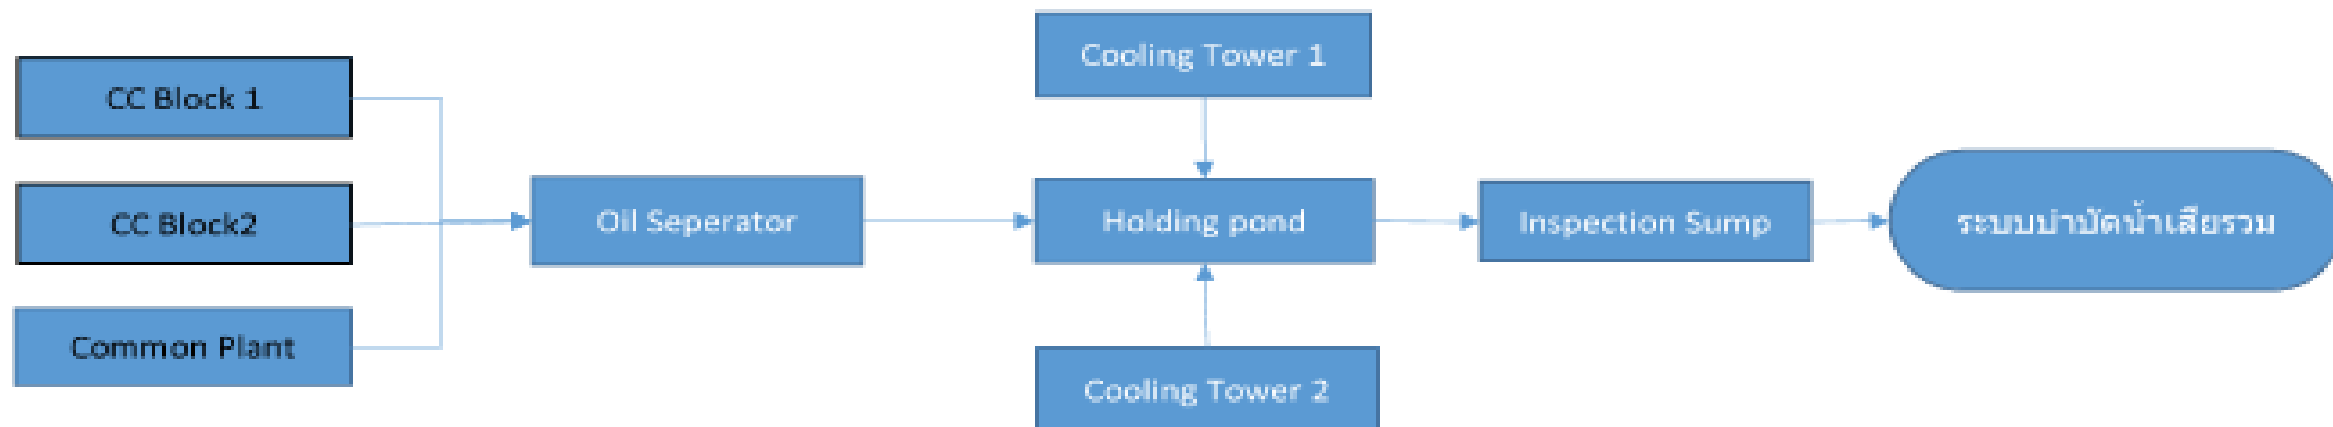 CC Block 1
CC Block2
Common Plant
Oil Seperator
Cooling Tower 1
Holding pond
Cooling Tower 2
Inspection Sump
ระบบบำบัดน้ำเสียรวม